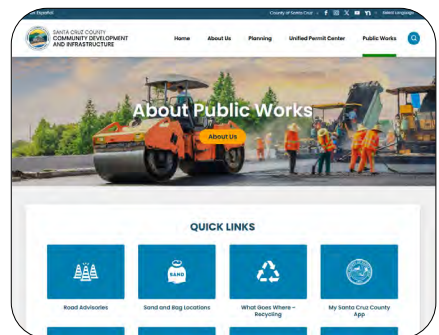 en Español
County of Santa Cruz
Select Language
SANTA CRUZ COUNTY
COMMUNITY DEVELOPMENT
AND INFRASTRUCTURE
Home
About Us
Planning
Unified Permit Center
Public Works
About Public Works
About Us
QUICK LINKS
SAND
Road Advisories
Sand and Bag Locations
What Goes Where -
Recycling
My Santa Cruz County
App